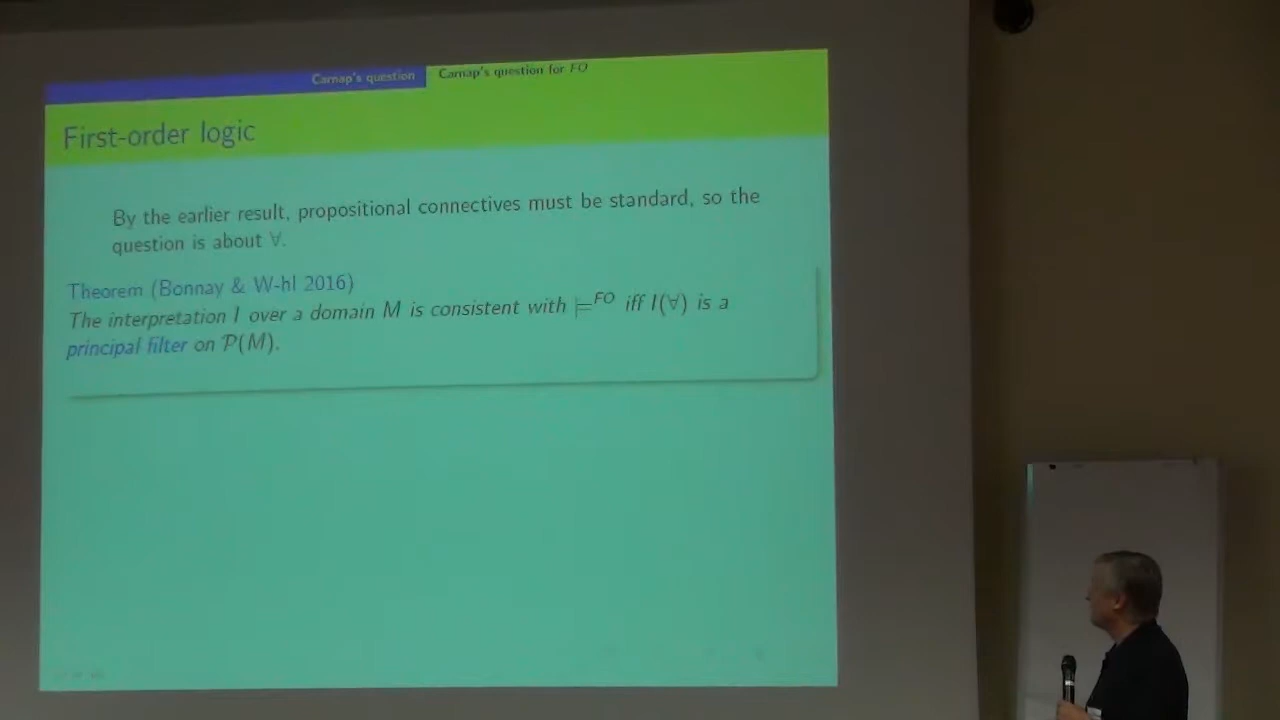 Carnap's question
Carnap's question for FO
First-order logic
By the earlier result, propositional connectives must be standard, so the
question is about ∀.
Theorem (Bonnay & W-hl 2016)
The interpretation I over a domain M is consistent with ⊨^FO iff I(∀) is a
principal filter on P(M).